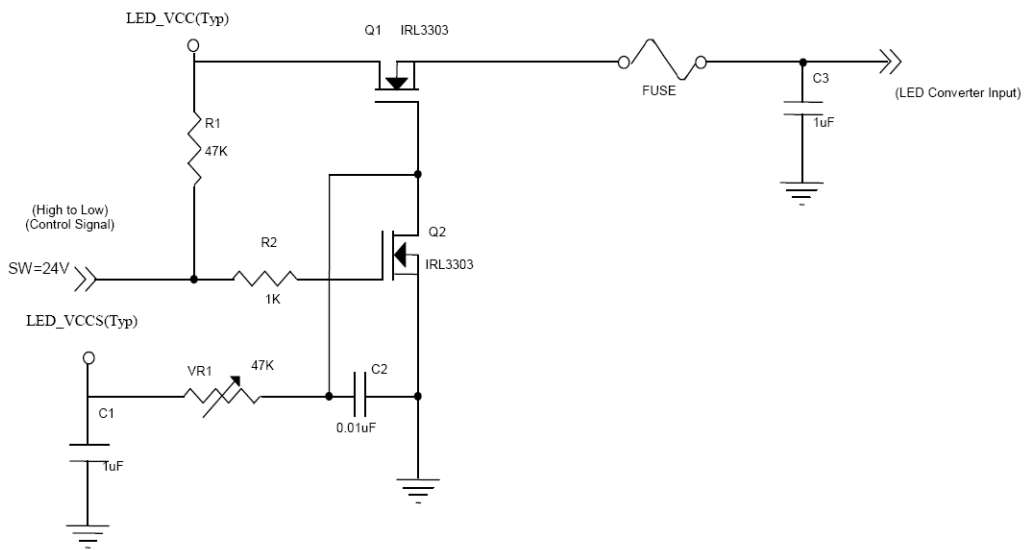 LED_VCC(Typ)
Q1 IRL3303
FUSE
C3
1uF
(LED Converter Input)
R1
47K
(High to Low)
(Control Signal)
SW=24V
R2
1K
Q2
IRL3303
LED_VCCS(Typ)
VR1
47K
C2
0.01uF
C1
1uF